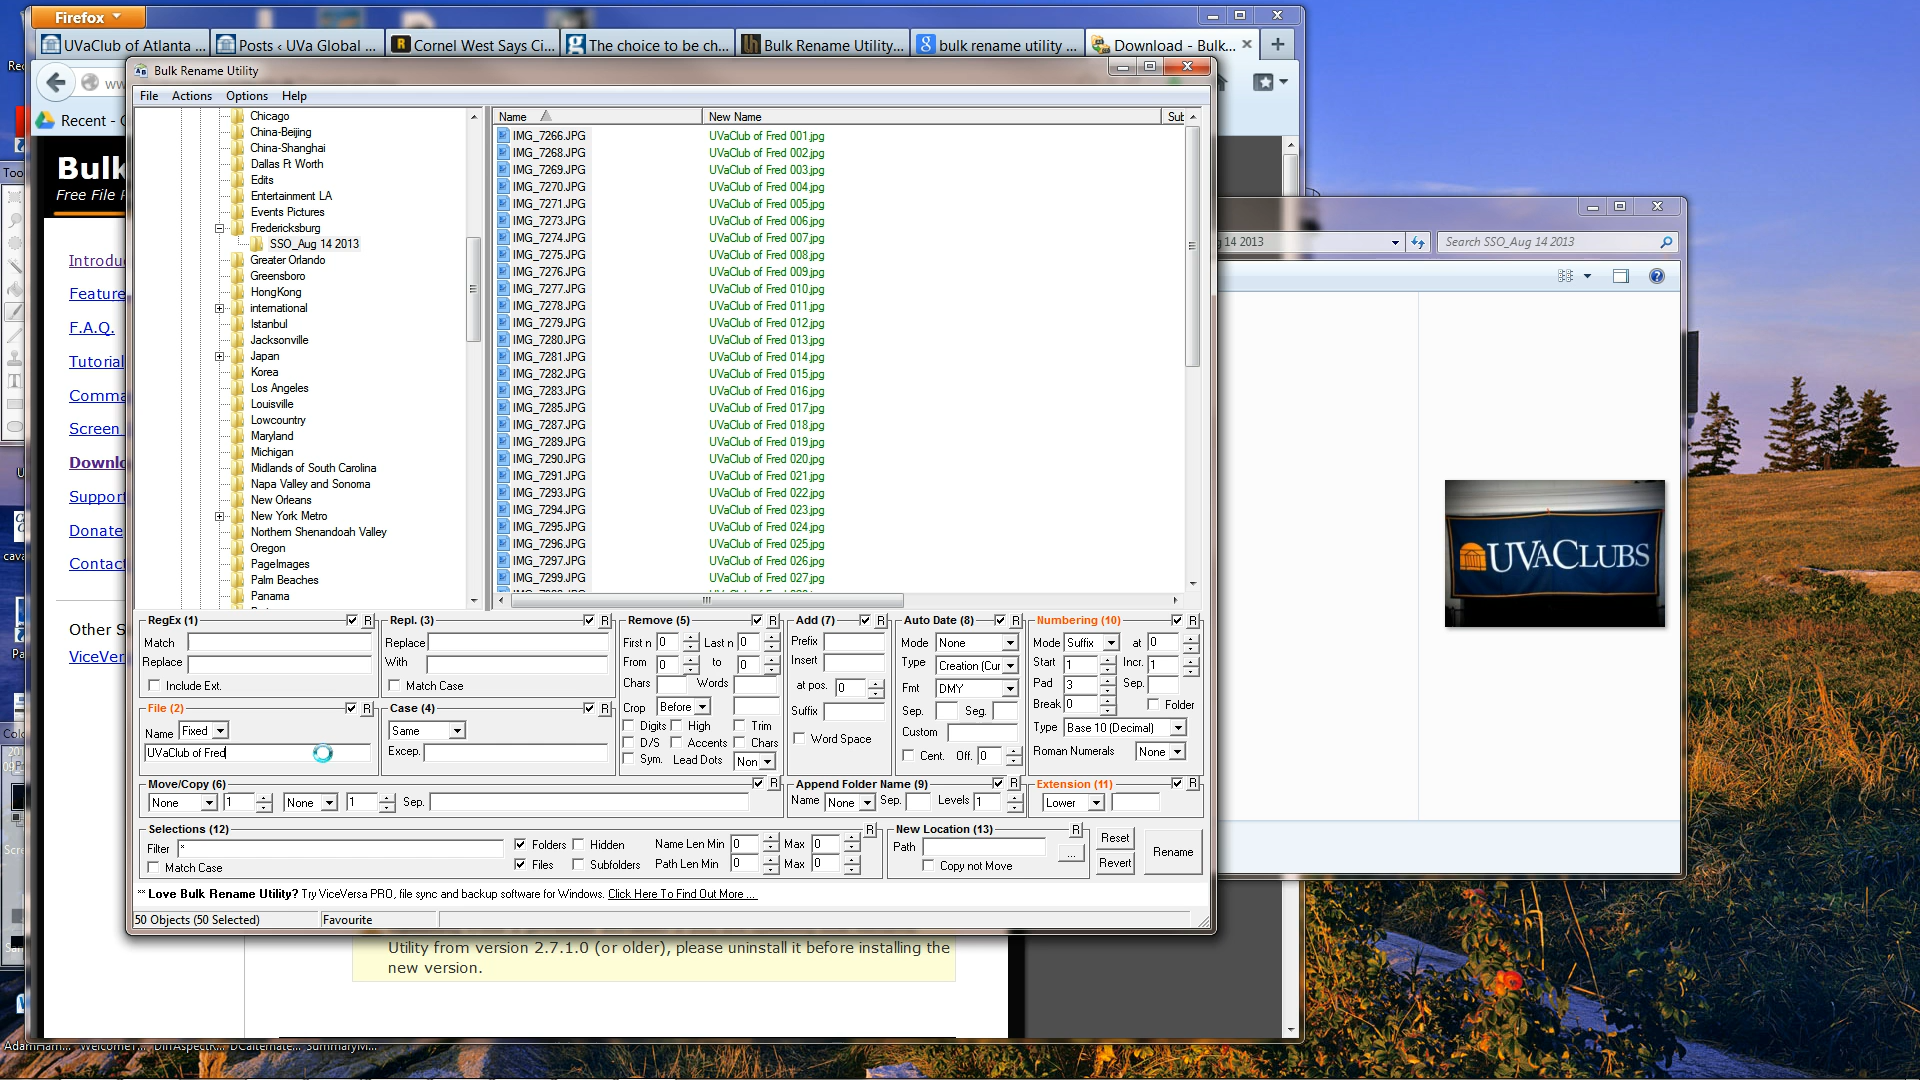 Firefox
UVaClub of Atlanta ...
Posts ‹ UVa Global ...
Cornel West Says Ci...
The choice to be ch...
Bulk Rename Utility...
bulk rename utility ...
Download - Bulk...
Bulk Rename Utility
File Actions Options Help
Recent -
Bulk
Free File
Introdu
Feature
F.A.Q.
Tutorial
Comma
Screen
Downlo
Support
Donate
Contact
Other S
ViceVer
Chicago
China-Beijing
China-Shanghai
Dallas Ft Worth
Edits
Entertainment LA
Events Pictures
Fredericksburg
SSO_Aug 14 2013
Greater Orlando
Greensboro
HongKong
international
Istanbul
Jacksonville
Japan
Korea
Los Angeles
Louisville
Lowcountry
Maryland
Michigan
Midlands of South Carolina
Napa Valley and Sonoma
New Orleans
New York Metro
Northern Shenandoah Valley
Oregon
PageImages
Palm Beaches
Panama
Name New Name Sub
IMG_7266.JPG UVaClub of Fred 001.jpg
IMG_7268.JPG UVaClub of Fred 002.jpg
IMG_7269.JPG UVaClub of Fred 003.jpg
IMG_7270.JPG UVaClub of Fred 004.jpg
IMG_7271.JPG UVaClub of Fred 005.jpg
IMG_7273.JPG UVaClub of Fred 006.jpg
IMG_7274.JPG UVaClub of Fred 007.jpg
IMG_7275.JPG UVaClub of Fred 008.jpg
IMG_7276.JPG UVaClub of Fred 009.jpg
IMG_7277.JPG UVaClub of Fred 010.jpg
IMG_7278.JPG UVaClub of Fred 011.jpg
IMG_7279.JPG UVaClub of Fred 012.jpg
IMG_7280.JPG UVaClub of Fred 013.jpg
IMG_7281.JPG UVaClub of Fred 014.jpg
IMG_7282.JPG UVaClub of Fred 015.jpg
IMG_7283.JPG UVaClub of Fred 016.jpg
IMG_7285.JPG UVaClub of Fred 017.jpg
IMG_7287.JPG UVaClub of Fred 018.jpg
IMG_7289.JPG UVaClub of Fred 019.jpg
IMG_7290.JPG UVaClub of Fred 020.jpg
IMG_7291.JPG UVaClub of Fred 021.jpg
IMG_7293.JPG UVaClub of Fred 022.jpg
IMG_7294.JPG UVaClub of Fred 023.jpg
IMG_7295.JPG UVaClub of Fred 024.jpg
IMG_7296.JPG UVaClub of Fred 025.jpg
IMG_7297.JPG UVaClub of Fred 026.jpg
IMG_7299.JPG UVaClub of Fred 027.jpg
RegEx (1) R
Match
Replace
Include Ext.
File (2) R
Name Fixed
UVaClub of Fred
Repl. (3) R
Replace
With
Match Case
Case (4) R
Same
Excep.
Remove (5) R
First n 0 Last n 0
From 0 to 0
Chars Words
Crop Before
Digits High Trim
D/S Accents Chars
Sym. Lead Dots Non
Add (7) R
Prefix
Insert
at pos. 0
Suffix
Word Space
Auto Date (8) R
Mode None
Type Creation (Cur
Fmt DMY
Sep. Seg.
Custom
Cent. Off. 0
Numbering (10) R
Mode Suffix at 0
Start 1 Incr. 1
Pad 3 Sep.
Break 0 Folder
Type Base 10 (Decimal)
Roman Numerals None
Move/Copy (6) R
None 1 None 1 Sep.
Append Folder Name (9) R
Name None Sep. Levels 1
Extension (11) R
Lower
Selections (12) R
Filter *
Match Case
Folders Hidden
Files Subfolders
Name Len Min 0 Max 0
Path Len Min 0 Max 0
New Location (13) R
Path ...
Copy not Move
Reset
Revert
Rename
** Love Bulk Rename Utility? Try ViceVersa PRO, file sync and backup software for Windows. Click Here To Find Out More ...
50 Objects (50 Selected) Favourite
Utility from version 2.7.1.0 (or older), please uninstall it before installing the
new version.
14 2013
Search SSO_Aug 14 2013
UVACLUBS